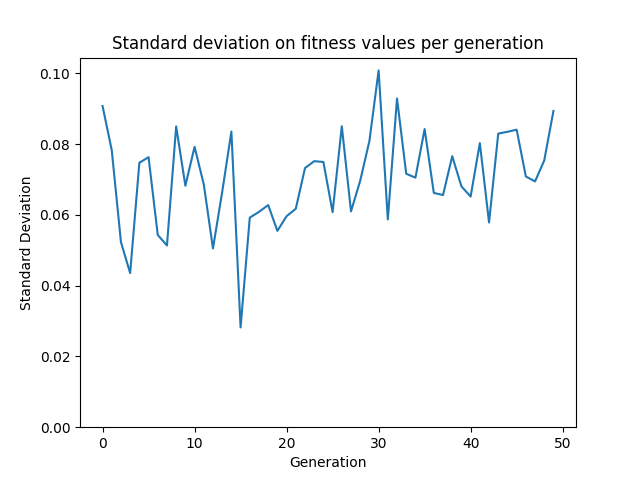 Standard deviation on fitness values per generation
0.10
0.08
0.06
0.04
0.02
0.00
Standard Deviation
0 10 20 30 40 50
Generation